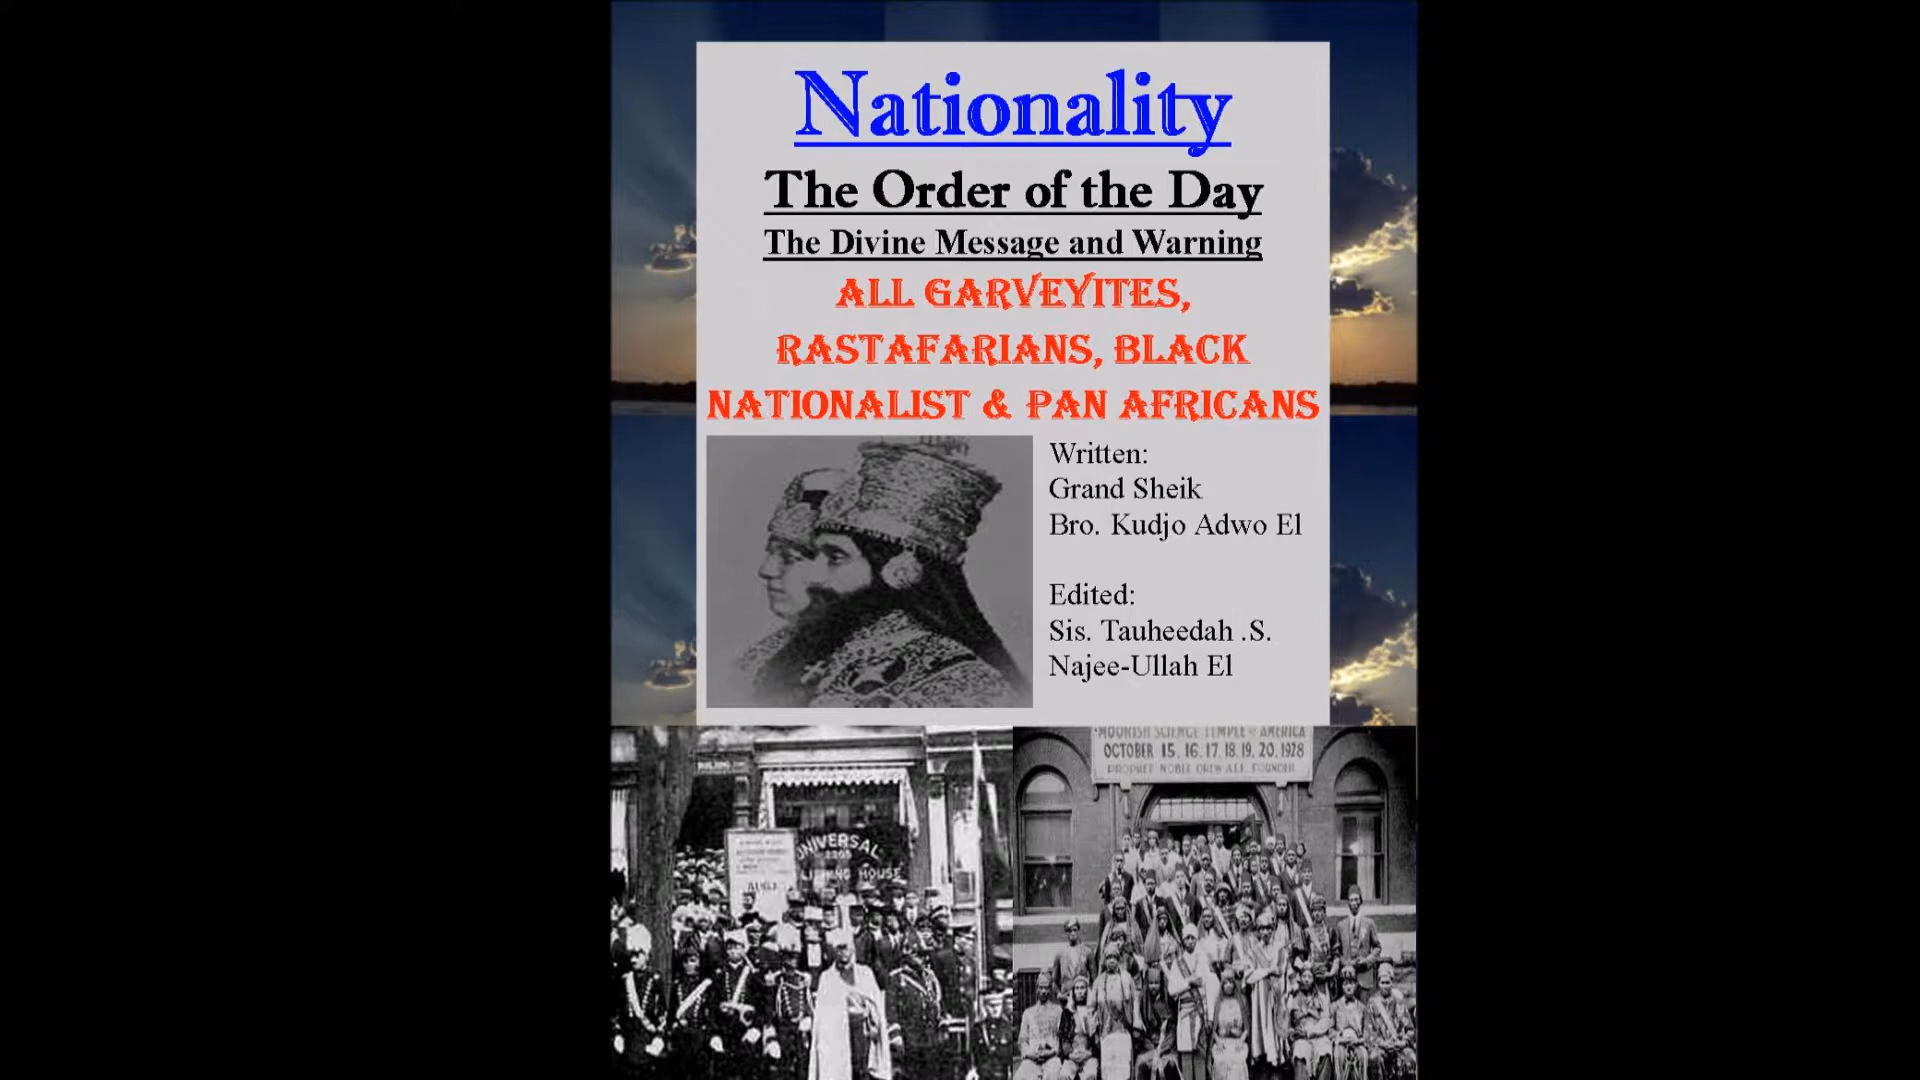 Nationality
The Order of the Day
The Divine Message and Warning
ALL GARVEYITES,
RASTAFARIANS, BLACK
NATIONALIST & PAN AFRICANS
Written:
Grand Sheik
Bro. Kudjo Adwo El
Edited:
Sis. Tauheedah .S.
Najee-Ullah El
MOORISH SCIENCE TEMPLE OF AMERICA
OCTOBER 15. 16. 17. 18. 19. 20. 1928
PROPHET NOBLE DREW ALI. FOUNDER
UNIVERSAL
HOUSE